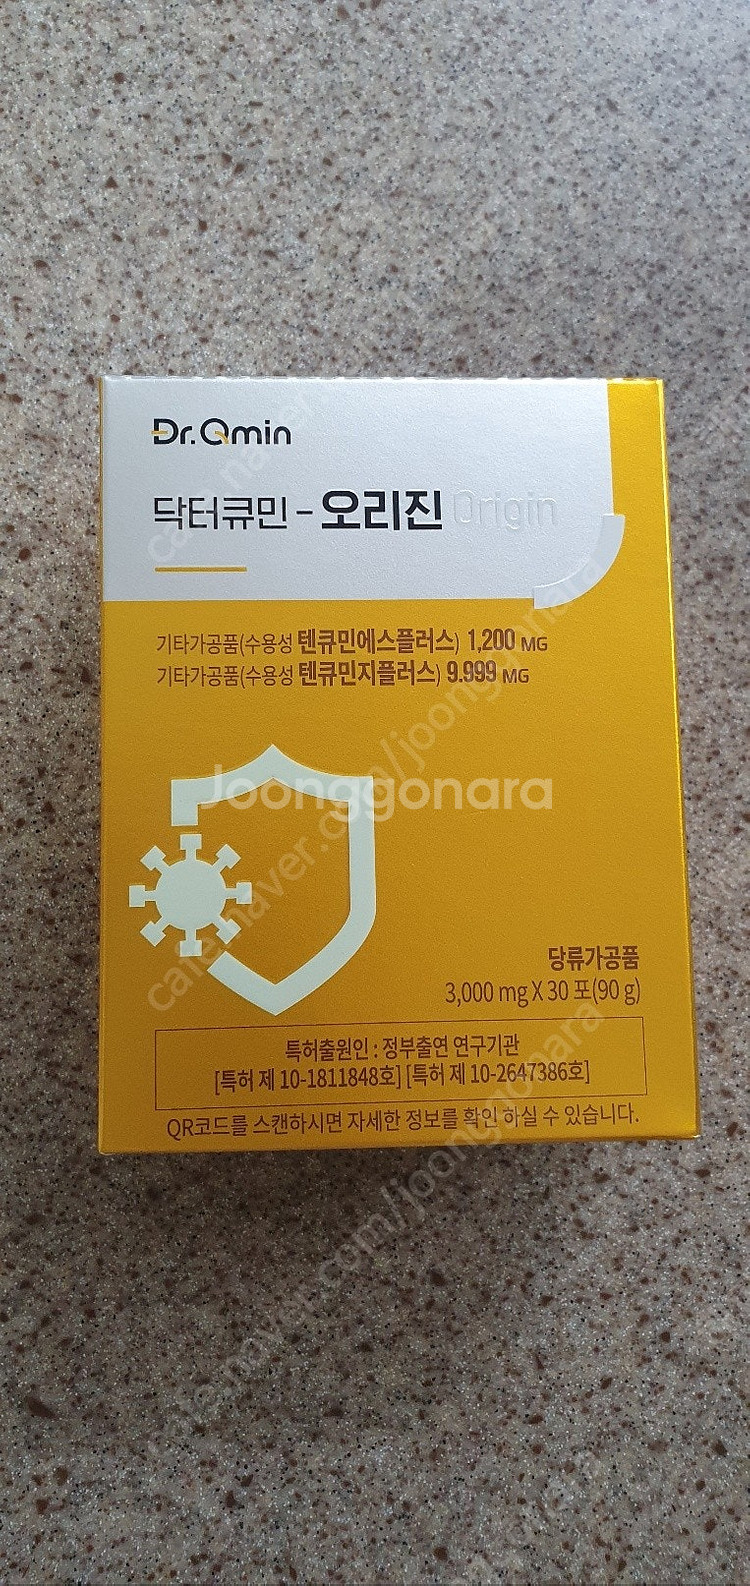 Dr.Qmin
닥터큐민-오리진 Origin
기타가공품(수용성 텐큐민에스플러스) 1,200 MG
기타가공품(수용성 텐큐민지플러스) 9.999 MG
Joonggonara
당류가공품
3,000 mg X 30 포(90 g)
특허출원인 : 정부출연 연구기관
[특허 제 10-1811848호] [특허 제 10-2647386호]
QR코드를 스캔하시면 자세한 정보를 확인 하실 수 있습니다.
cafe.naver.com/joonggonara
cafe.naver.com/joonggonara